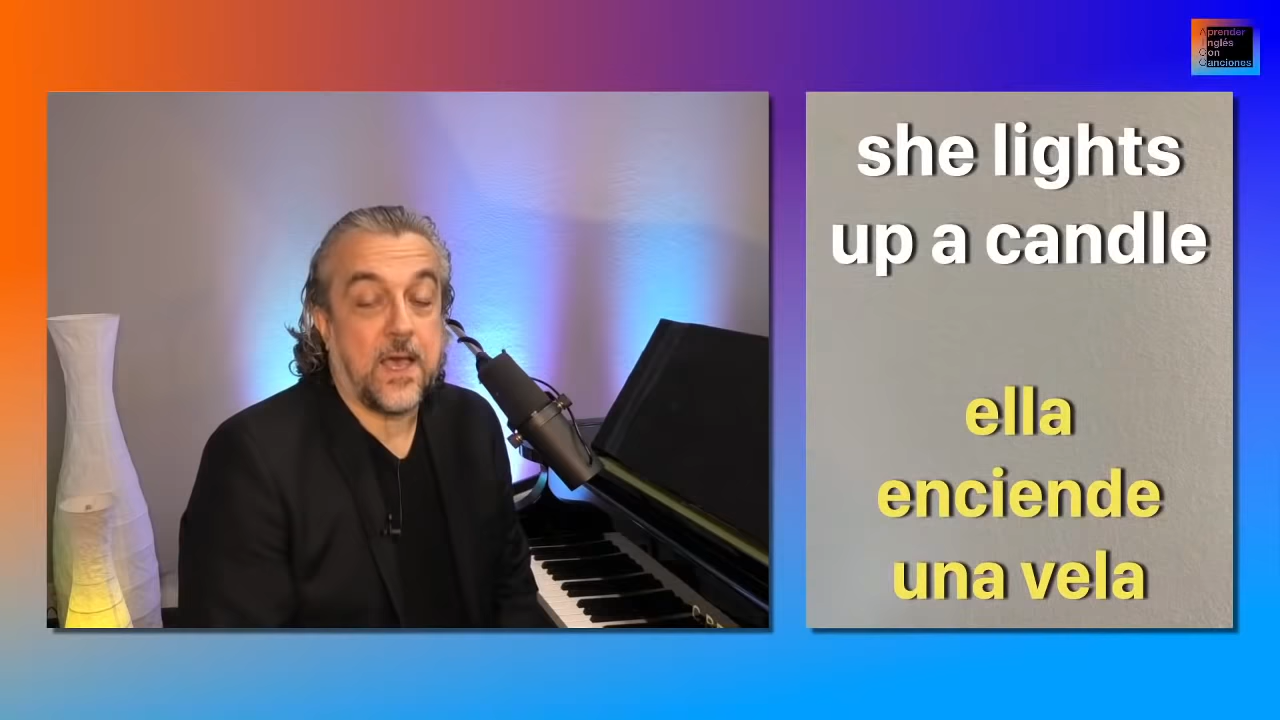 Aprender
Inglés
Con
Canciones
she lights
up a candle
ella
enciende
una vela